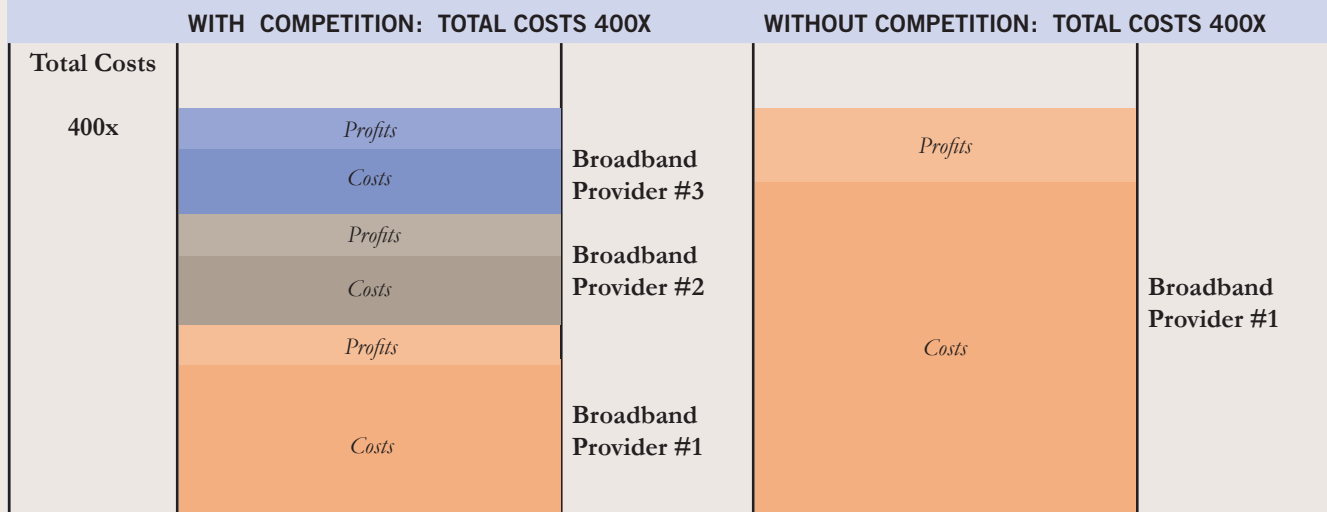 WITH COMPETITION: TOTAL COSTS 400X
WITHOUT COMPETITION: TOTAL COSTS 400X
Total Costs
400x
Profits
Costs
Broadband
Provider #3
Profits
Costs
Broadband
Provider #2
Profits
Costs
Broadband
Provider #1
Profits
Costs
Broadband
Provider #1